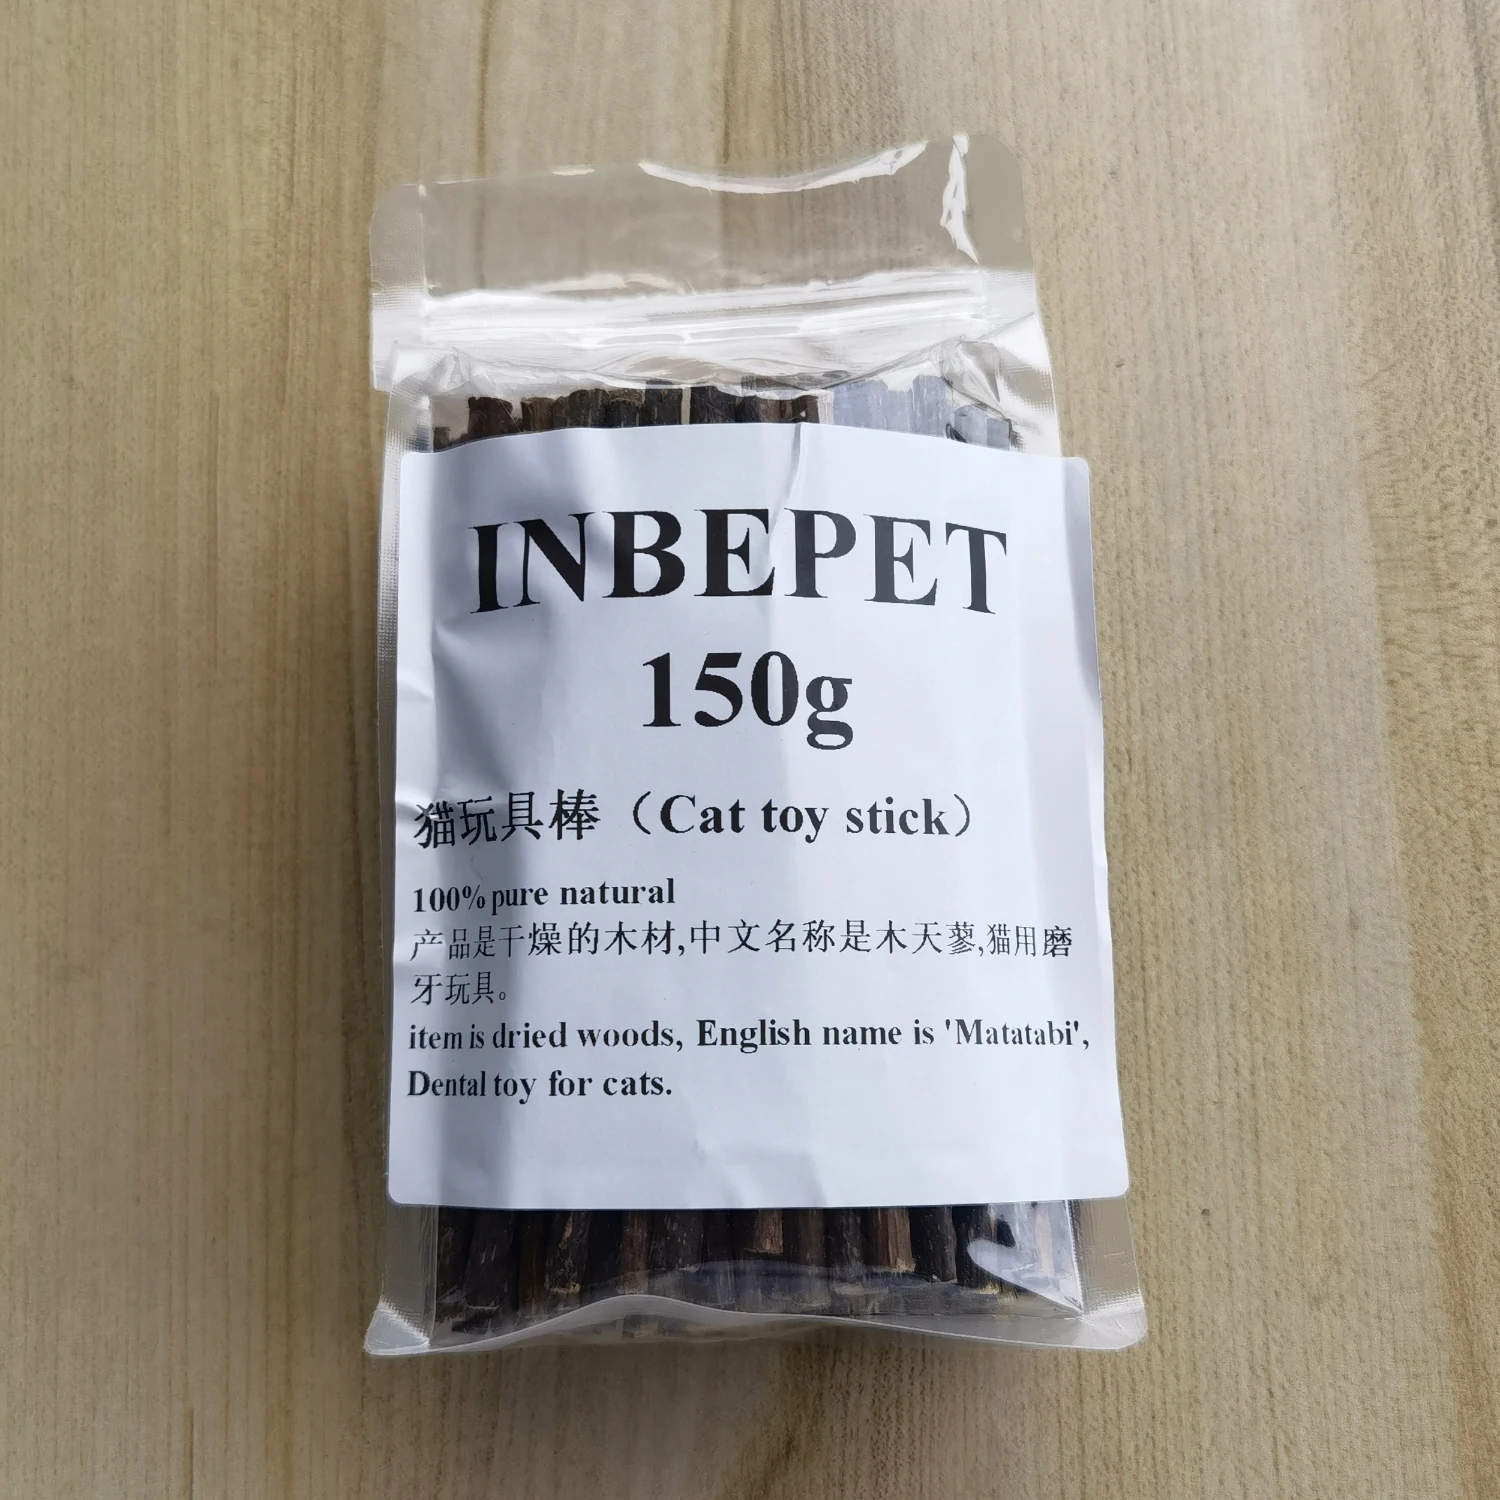 INBEPET
150g
猫玩具棒（Cat toy stick）
100% pure natural
产品是干燥的木材,中文名称是木天蓼,猫用磨
牙玩具。
item is dried woods, English name is 'Matatabi',
Dental toy for cats.